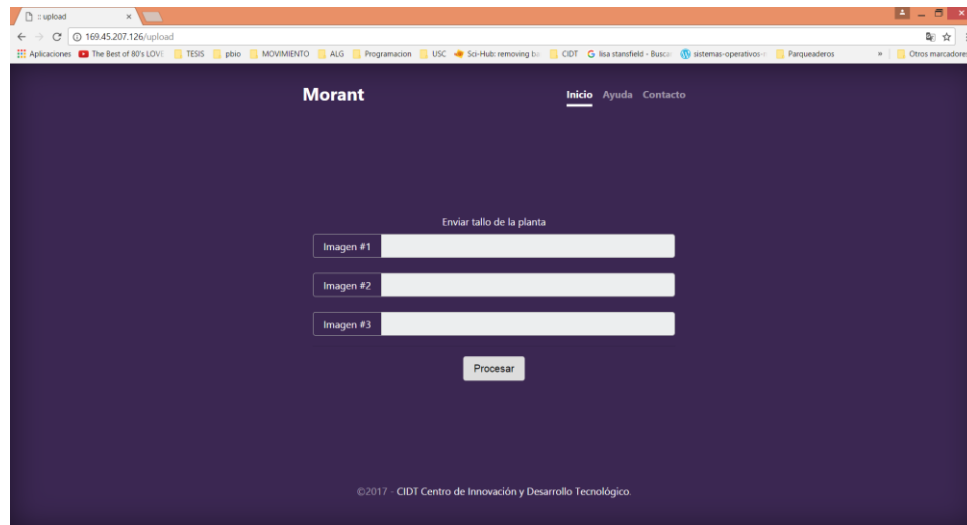 :: upload
169.45.207.126/upload
Aplicaciones The Best of 80's LOVE TESIS pbio MOVIMIENTO ALG Programacion USC Sci-Hub: removing ba CIDT lisa stansfield - Busca sistemas-operativos- Parqueaderos » Otros marcadores
Morant Inicio Ayuda Contacto
Enviar tallo de la planta
Imagen #1
Imagen #2
Imagen #3
Procesar
©2017 - CIDT Centro de Innovación y Desarrollo Tecnológico.